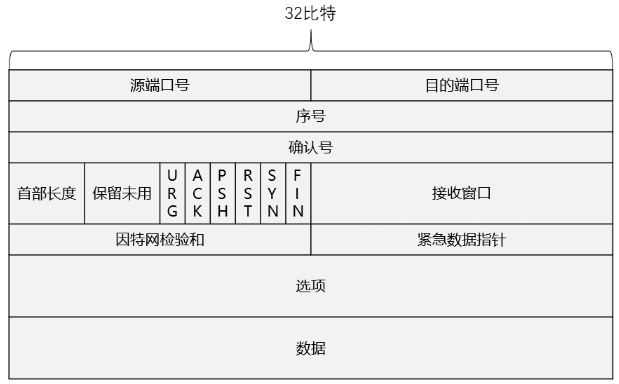 32比特
源端口号 目的端口号
序号
确认号
首部长度 保留未用 URG ACK PSH RST SYN FIN 接收窗口
因特网检验和 紧急数据指针
选项
数据